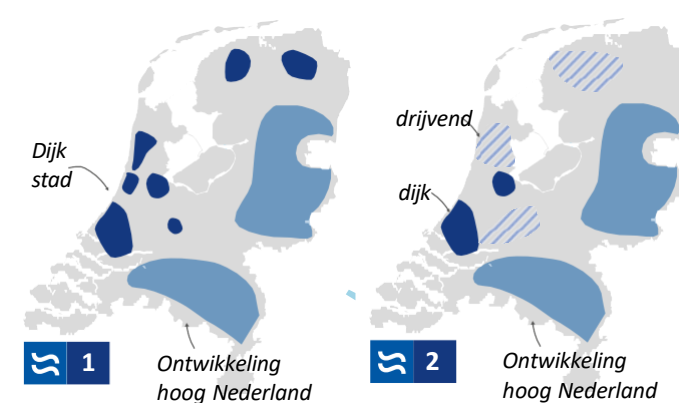 Dijk
stad
1
Ontwikkeling
hoog Nederland
drijvend
dijk
2
Ontwikkeling
hoog Nederland